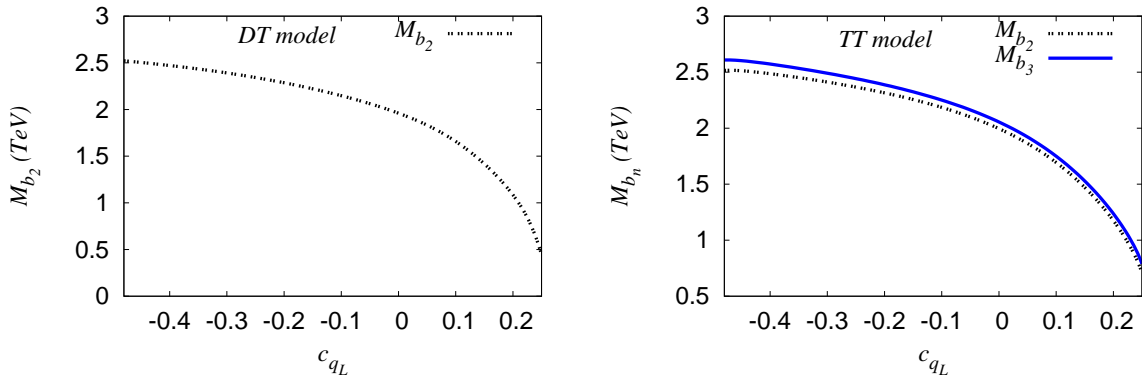 DT model
M_{b_2}
3
2.5
2
1.5
1
0.5
0
M_{b_2} (TeV)
-0.4 -0.3 -0.2 -0.1 0 0.1 0.2
c_{q_L}
TT model
M_{b_2}
M_{b_3}
3
2.5
2
1.5
1
0.5
M_{b_n} (TeV)
-0.4 -0.3 -0.2 -0.1 0 0.1 0.2
c_{q_L}